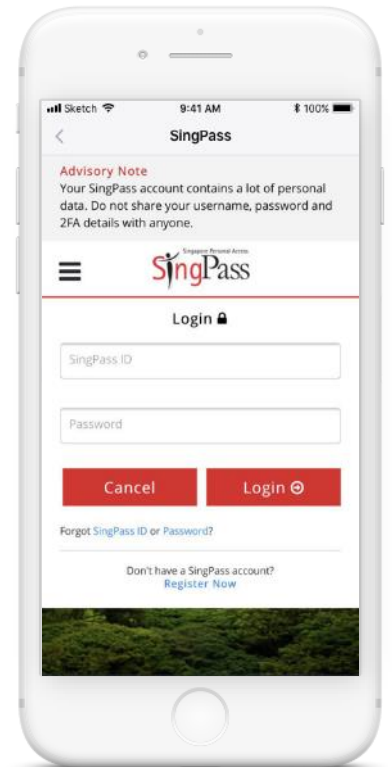 Sketch 9:41 AM 100%
SingPass
Advisory Note
Your SingPass account contains a lot of personal
data. Do not share your username, password and
2FA details with anyone.
Singapore Personal Access
SingPass
Login
SingPass ID
Password
Cancel Login
Forgot SingPass ID or Password?
Don't have a SingPass account?
Register Now